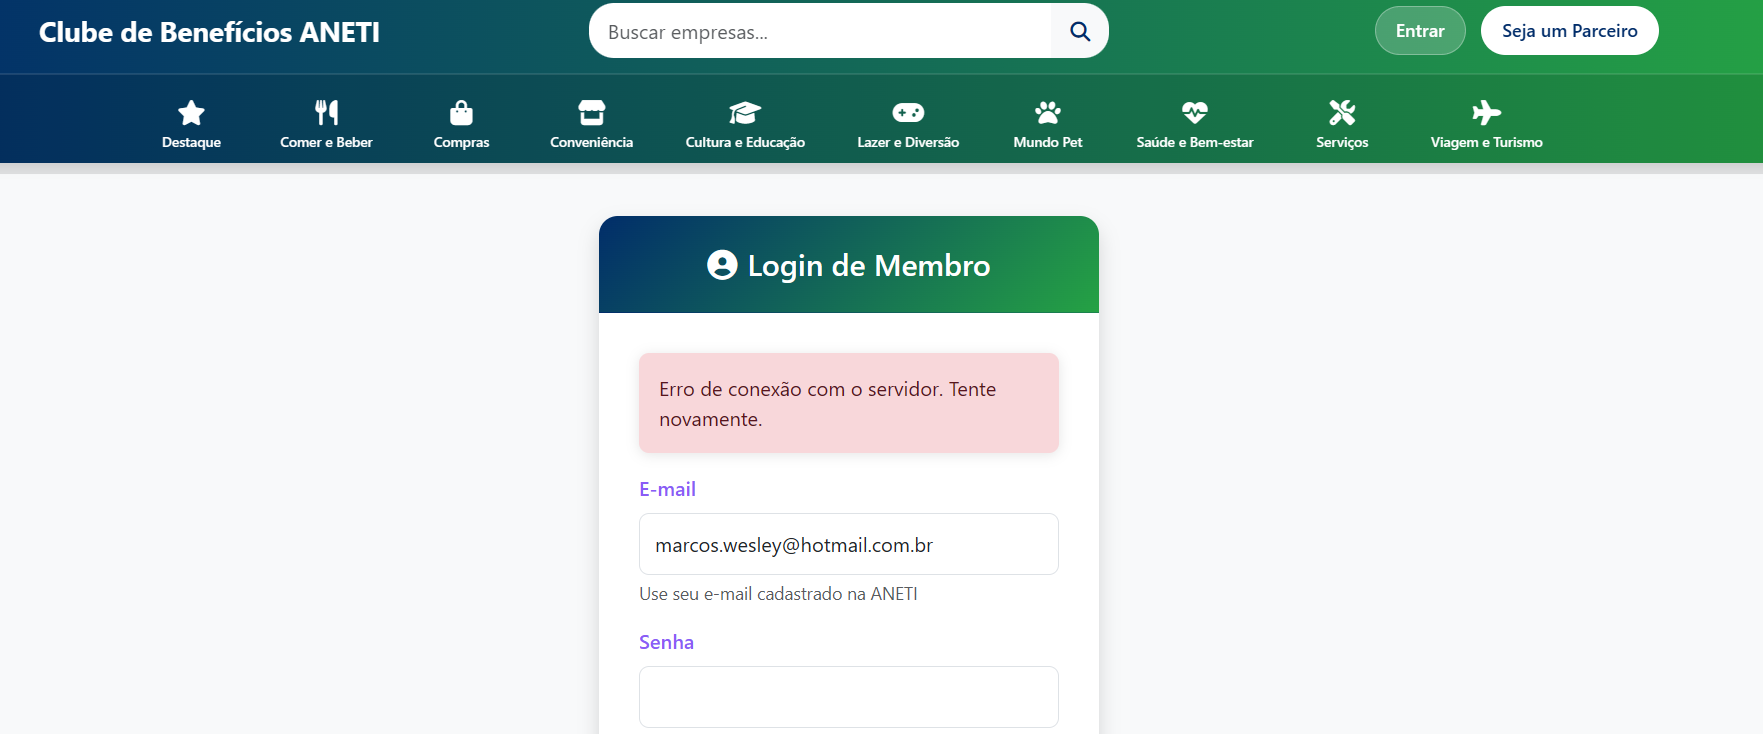 Clube de Benefícios ANETI
Buscar empresas...
Entrar
Seja um Parceiro
Destaque
Comer e Beber
Compras
Conveniência
Cultura e Educação
Lazer e Diversão
Mundo Pet
Saúde e Bem-estar
Serviços
Viagem e Turismo
Login de Membro
Erro de conexão com o servidor. Tente
novamente.
E-mail
marcos.wesley@hotmail.com.br
Use seu e-mail cadastrado na ANETI
Senha